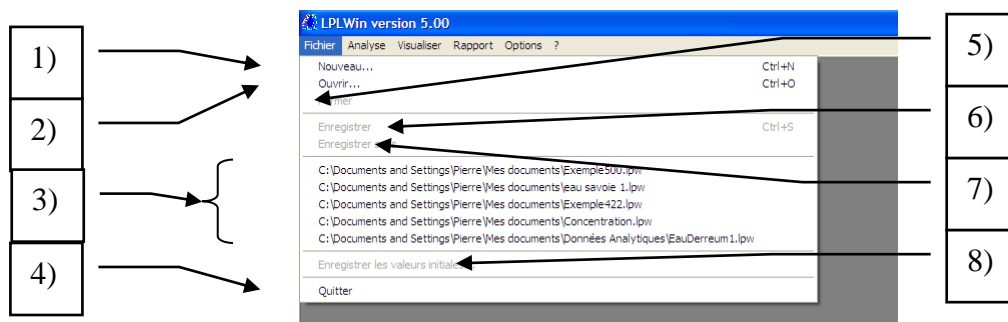 LPLWin version 5.00
Fichier Analyse Visualiser Rapport Options ?
Nouveau... Ctrl+N
Ouvrir... Ctrl+O
Enregistrer Ctrl+S
Enregistrer
C:\Documents and Settings\Pierre\Mes documents\Exemple500.lpw
C:\Documents and Settings\Pierre\Mes documents\eau savoie 1.lpw
C:\Documents and Settings\Pierre\Mes documents\Exemple422.lpw
C:\Documents and Settings\Pierre\Mes documents\Concentration.lpw
C:\Documents and Settings\Pierre\Mes documents\Données Analytiques\EauDerreum1.lpw
Enregistrer les valeurs initiales
Quitter
1)
2)
3)
4)
5)
6)
7)
8)